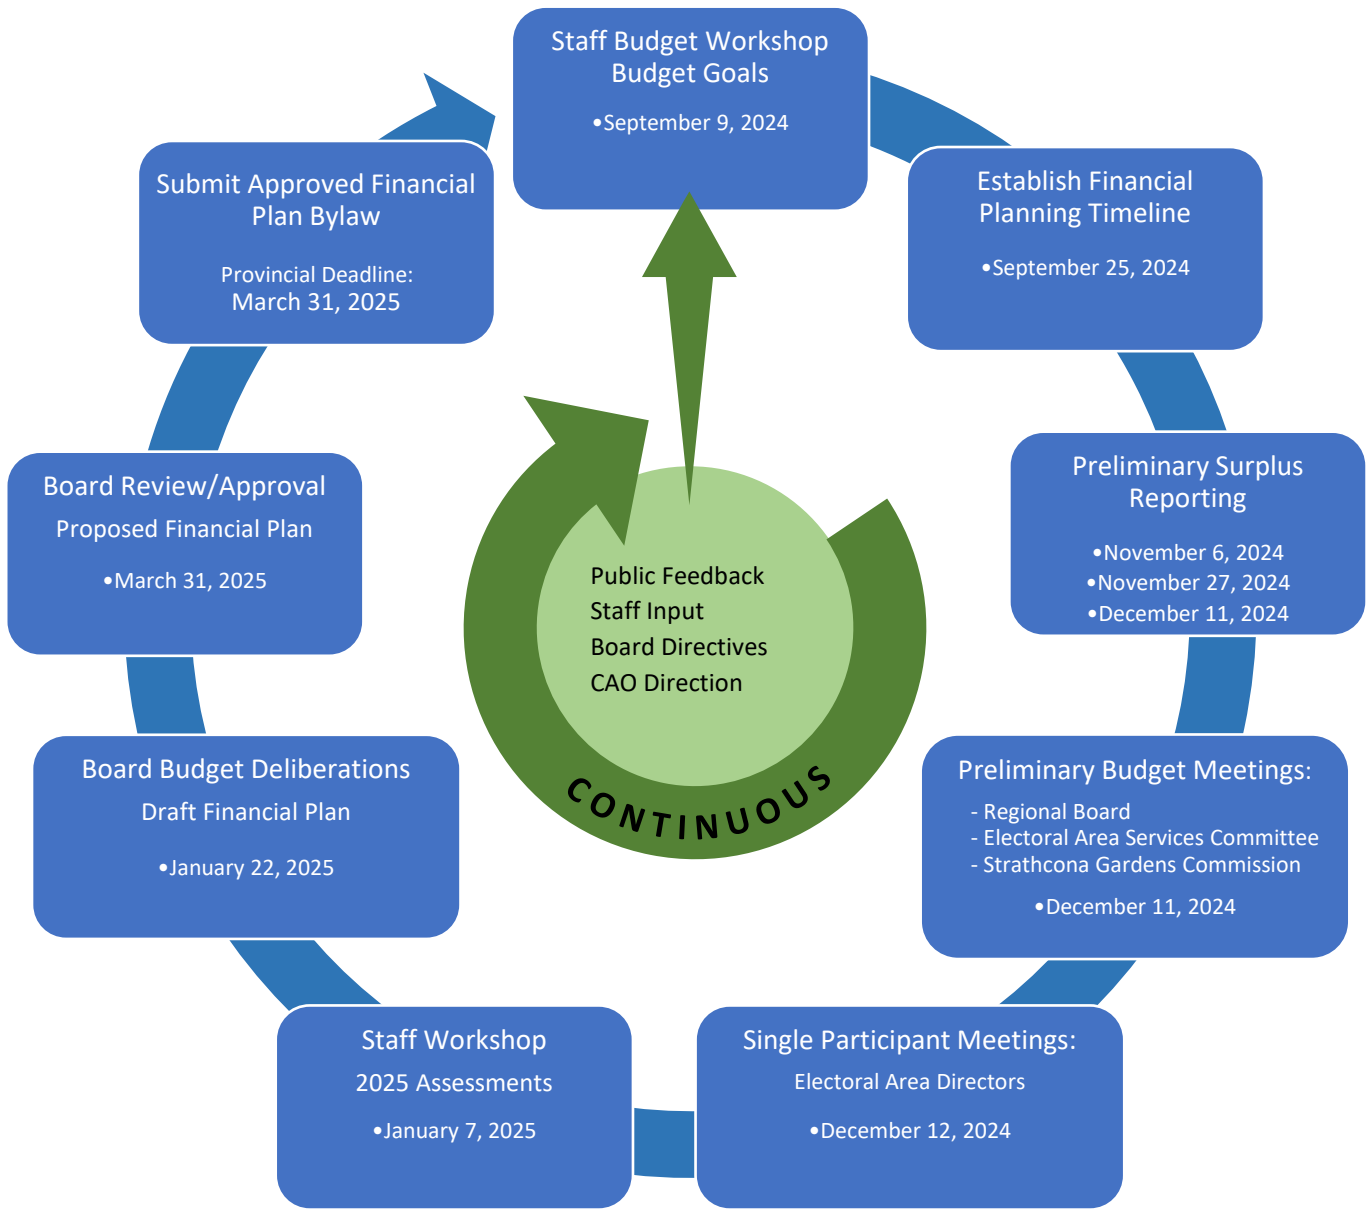 Staff Budget Workshop
Budget Goals
•September 9, 2024
Establish Financial
Planning Timeline
•September 25, 2024
Preliminary Surplus
Reporting
•November 6, 2024
•November 27, 2024
•December 11, 2024
Preliminary Budget Meetings:
- Regional Board
- Electoral Area Services Committee
- Strathcona Gardens Commission
•December 11, 2024
Single Participant Meetings:
Electoral Area Directors
•December 12, 2024
Staff Workshop
2025 Assessments
•January 7, 2025
Board Budget Deliberations
Draft Financial Plan
•January 22, 2025
Board Review/Approval
Proposed Financial Plan
•March 31, 2025
Submit Approved Financial
Plan Bylaw
Provincial Deadline:
March 31, 2025
Public Feedback
Staff Input
Board Directives
CAO Direction
CONTINUOUS